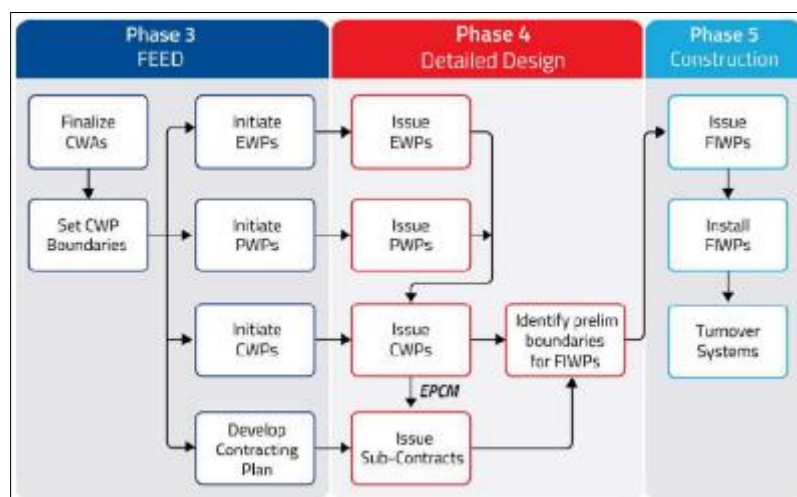 Phase 3
FEED
Phase 4
Detailed Design
Phase 5
Construction
Finalize
CWAs
Initiate
EWPs
Issue
EWPs
Issue
FIWPs
Set CWP
Boundaries
Initiate
PWPs
Issue
PWPs
Install
FIWPs
Initiate
CWPs
Issue
CWPs
Identify prelim
boundaries
for FIWPs
Turnover
Systems
EPCM
Develop
Contracting
Plan
Issue
Sub-Contracts